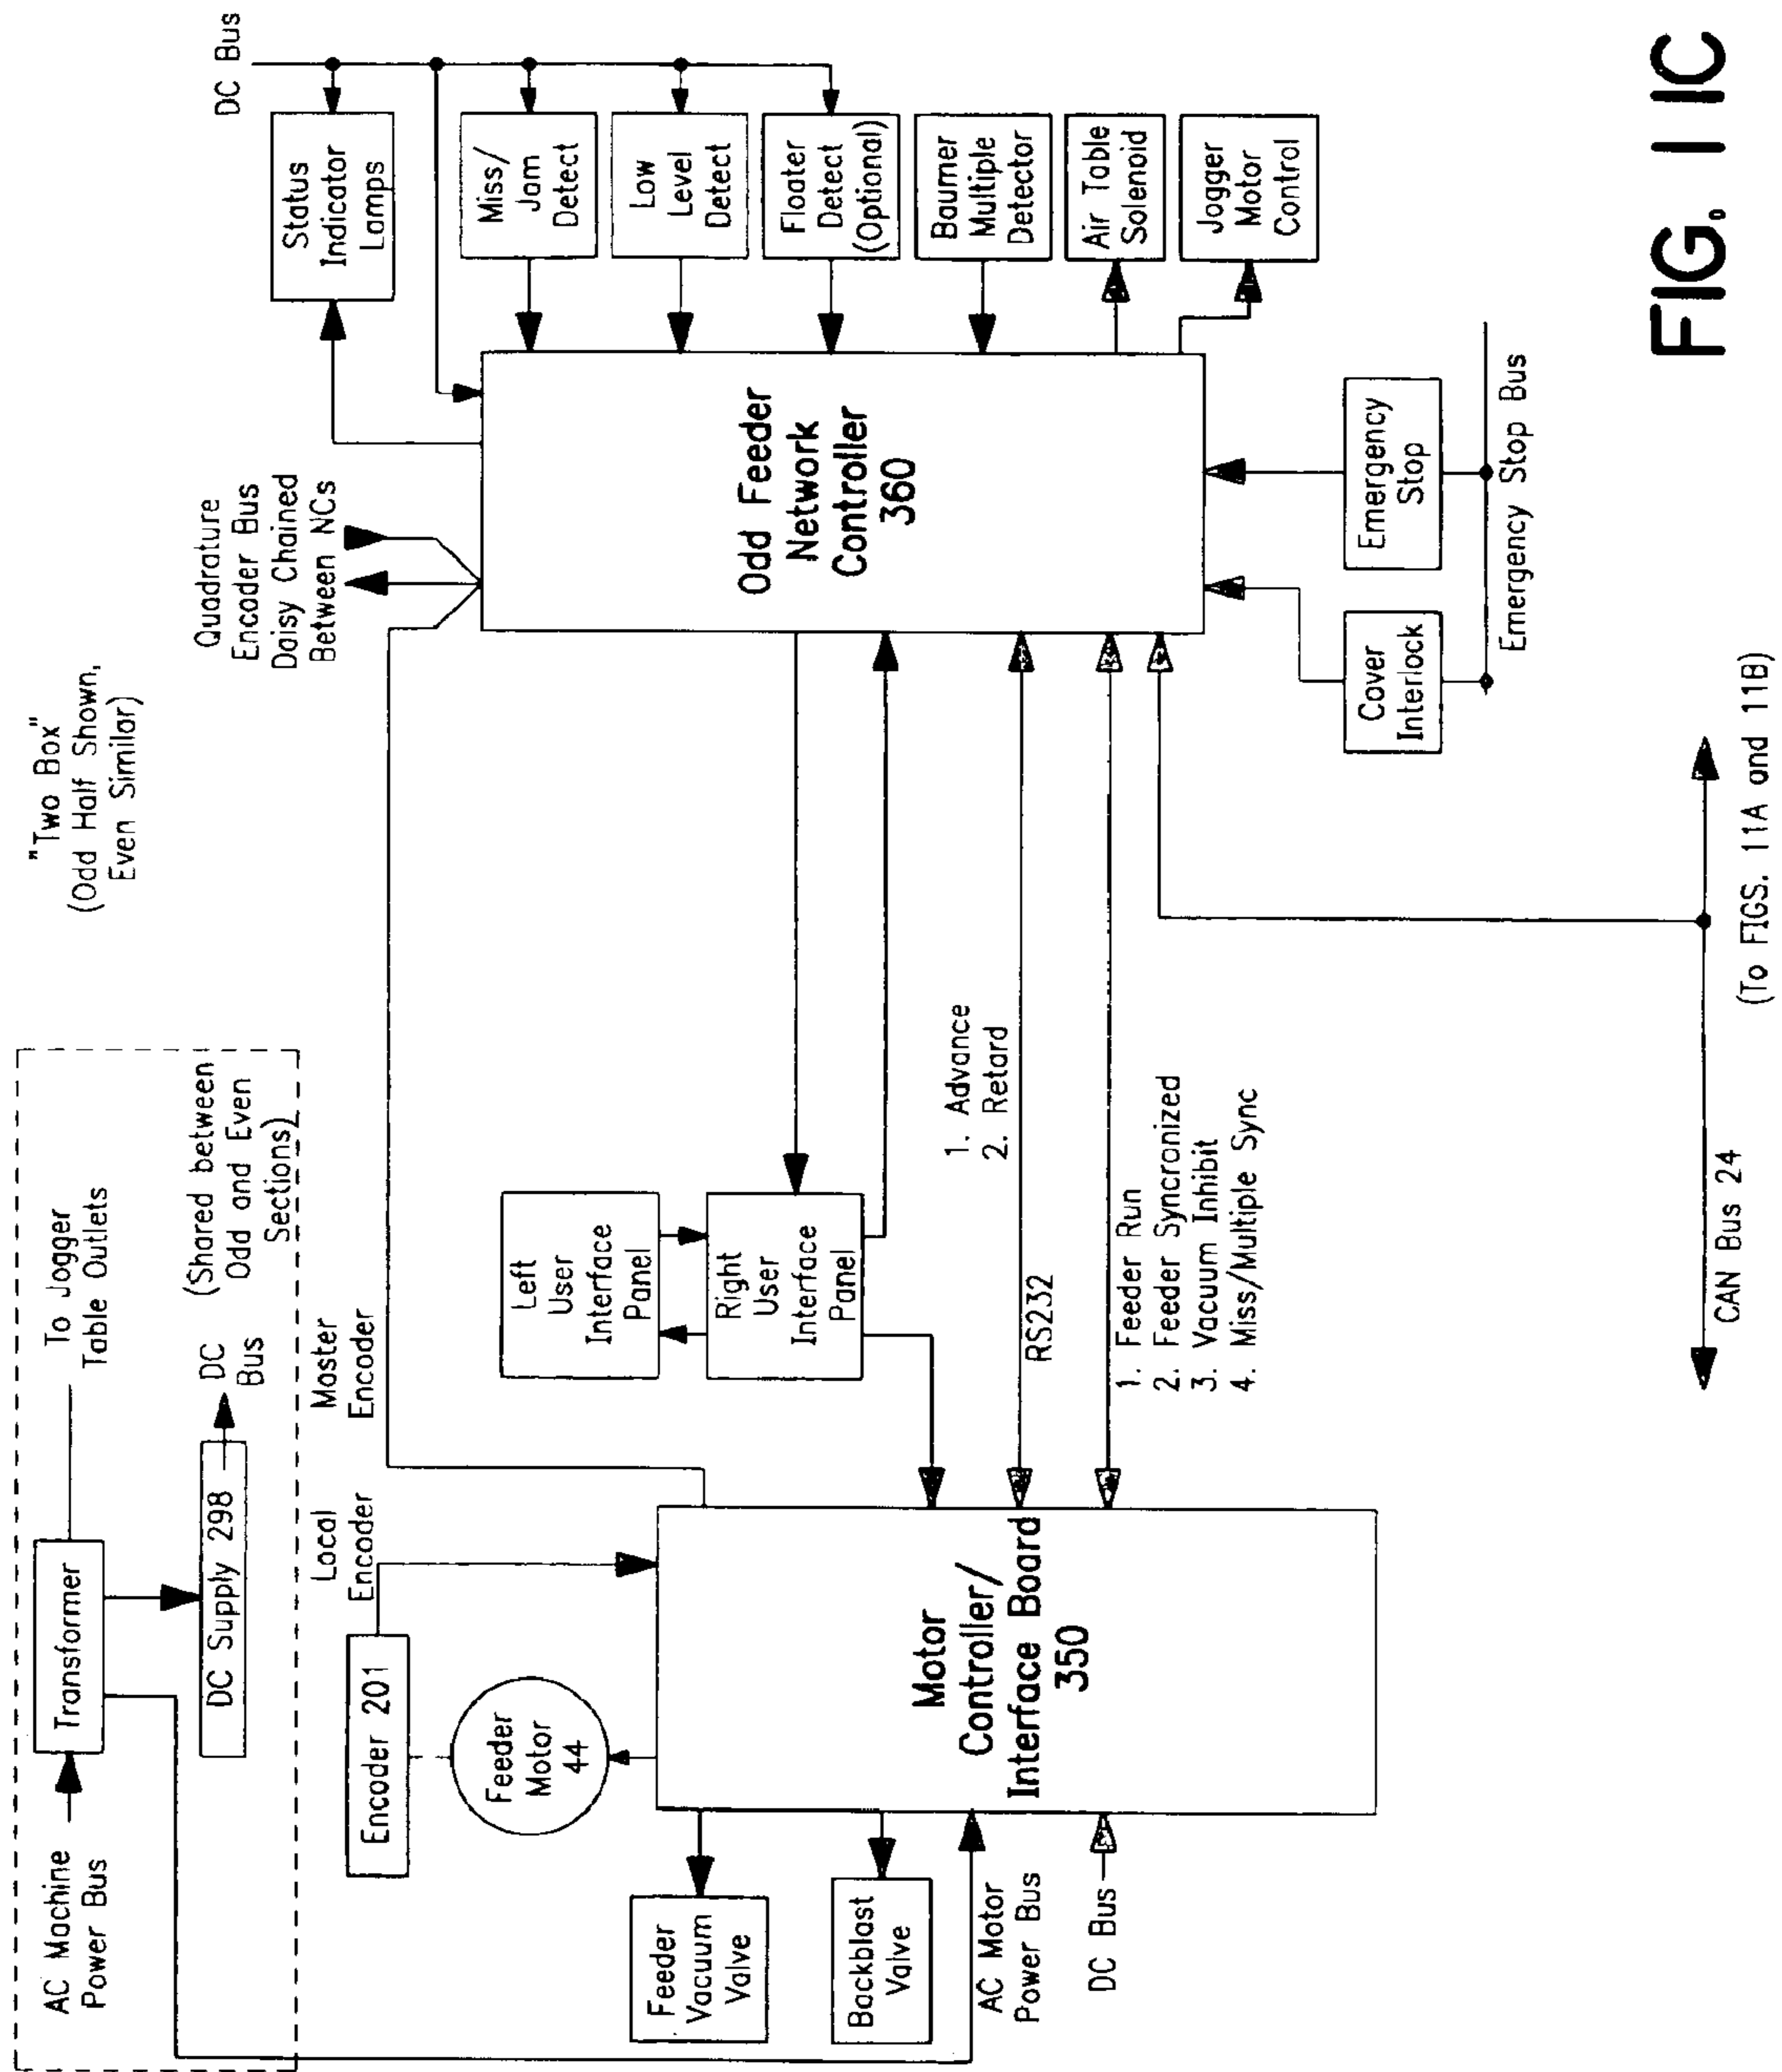 "Two Box"
(Odd Half Shown,
Even Similar)
AC Machine
Power Bus
Transformer
To Jogger
Table Outlets
DC Supply 298
DC
Bus
(Shared between
Odd and Even
Sections)
Local
Encoder
Master
Encoder
Encoder 201
Feeder
Motor
44
Feeder
Vacuum
Valve
Backblast
Valve
AC Motor
Power Bus
DC Bus
Motor
Controller/
Interface Board
350
Left
User
Interface
Panel
Right
User
Interface
Panel
1. Advance
2. Retard
RS232
1. Feeder Run
2. Feeder Syncronized
3. Vacuum Inhibit
4. Miss/Multiple Sync
Quadrature
Encoder Bus
Daisy Chained
Between NCs
Odd Feeder
Network
Controller
360
DC Bus
Status
Indicator
Lamps
Miss/
Jam
Detect
Low
Level
Detect
Floater
Detect
(Optional)
Baumer
Multiple
Detector
Air Table
Solenoid
Jogger
Motor
Control
Cover
Interlock
Emergency
Stop
Emergency Stop Bus
CAN Bus 24
(To FIGS. 11A and 11B)
FIG. 11C